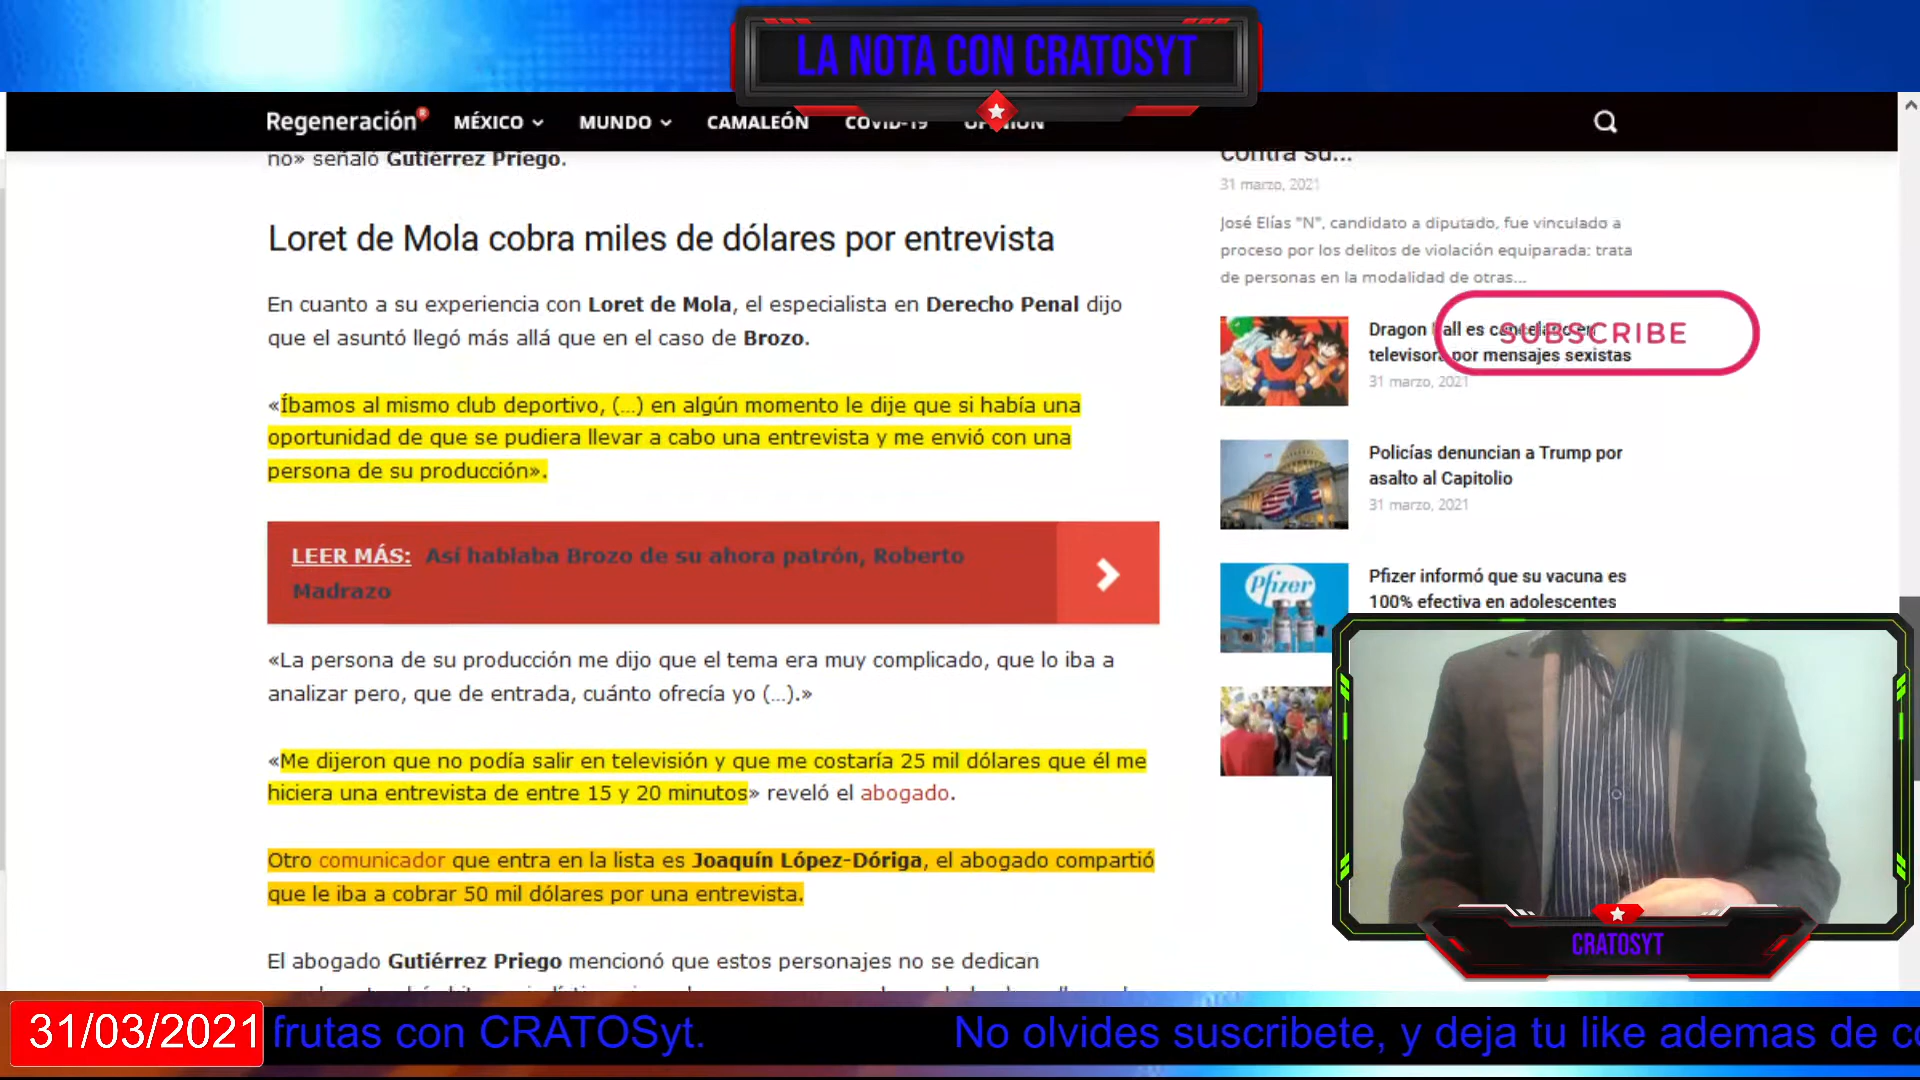 LA NOTA CON CRATOSYT
Regeneración MÉXICO MUNDO CAMALEÓN COVID-19 OPINIÓN
no» señaló Gutiérrez Priego.
Loret de Mola cobra miles de dólares por entrevista
En cuanto a su experiencia con Loret de Mola, el especialista en Derecho Penal dijo
que el asuntó llegó más allá que en el caso de Brozo.
«Íbamos al mismo club deportivo, (...) en algún momento le dije que si había una
oportunidad de que se pudiera llevar a cabo una entrevista y me envió con una
persona de su producción».
LEER MÁS: Así hablaba Brozo de su ahora patrón, Roberto
Madrazo
«La persona de su producción me dijo que el tema era muy complicado, que lo iba a
analizar pero, que de entrada, cuánto ofrecía yo (...).»
«Me dijeron que no podía salir en televisión y que me costaría 25 mil dólares que él me
hiciera una entrevista de entre 15 y 20 minutos» reveló el abogado.
Otro comunicador que entra en la lista es Joaquín López-Dóriga, el abogado compartió
que le iba a cobrar 50 mil dólares por una entrevista.
El abogado Gutiérrez Priego mencionó que estos personajes no se dedican
contra su...
31 marzo, 2021
José Elías "N", candidato a diputado, fue vinculado a
proceso por los delitos de violación equiparada: trata
de personas en la modalidad de otras...
Dragon Ball es cancelado en
televisora por mensajes sexistas
31 marzo, 2021
SUBSCRIBE
Policías denuncian a Trump por
asalto al Capitolio
31 marzo, 2021
Pfizer
Pfizer informó que su vacuna es
100% efectiva en adolescentes
CRATOSYT
31/03/2021 frutas con CRATOSyt. No olvides suscribete, y deja tu like ademas de co